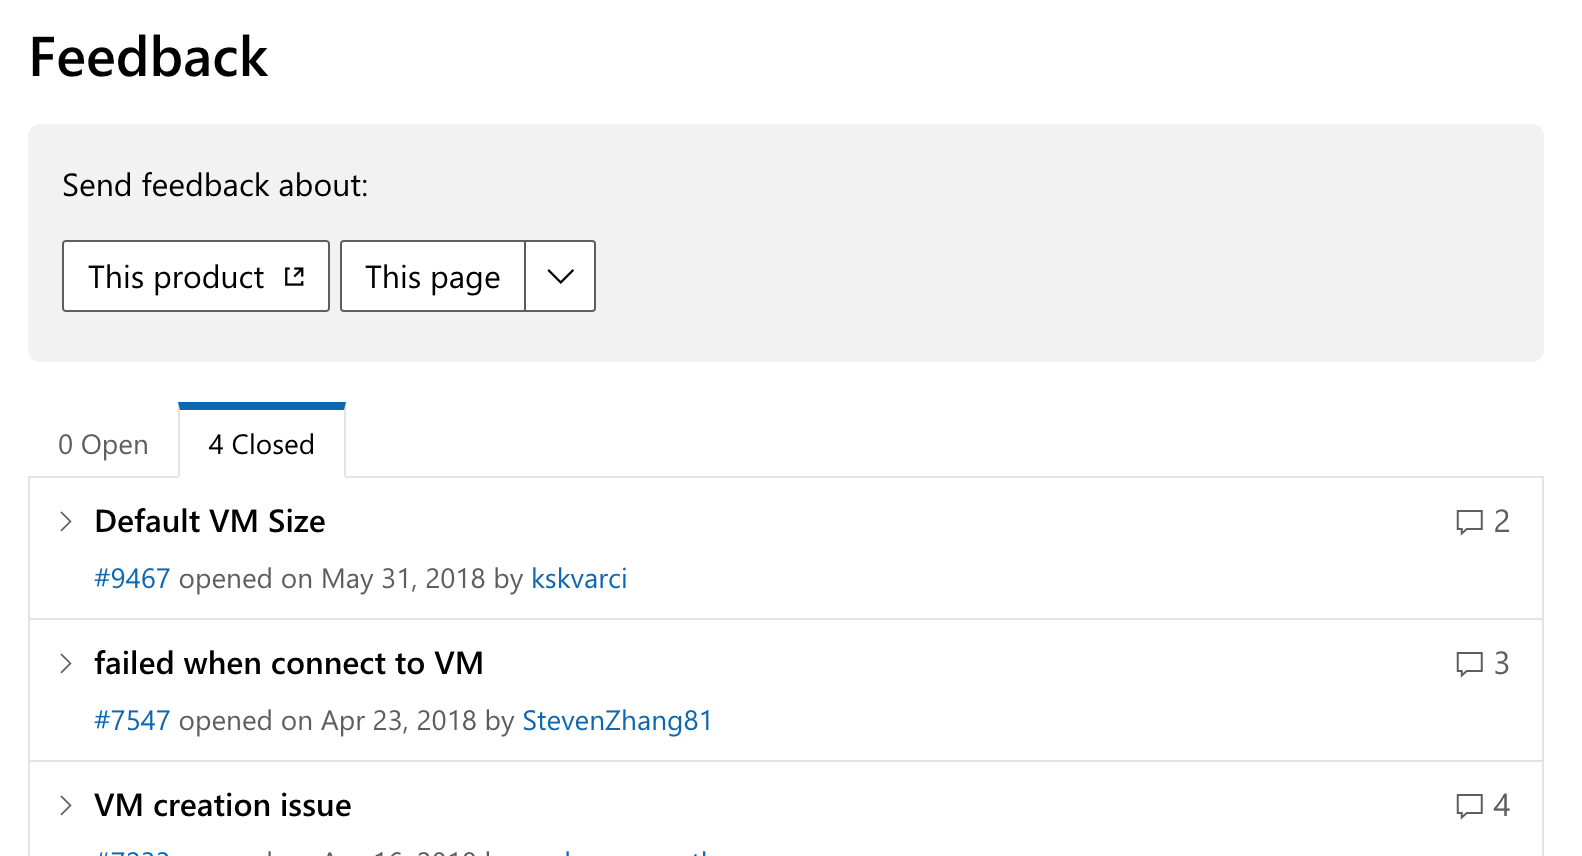 Feedback
Send feedback about:
This product This page
0 Open 4 Closed
Default VM Size 2
#9467 opened on May 31, 2018 by kskvarci
failed when connect to VM 3
#7547 opened on Apr 23, 2018 by StevenZhang81
VM creation issue 4